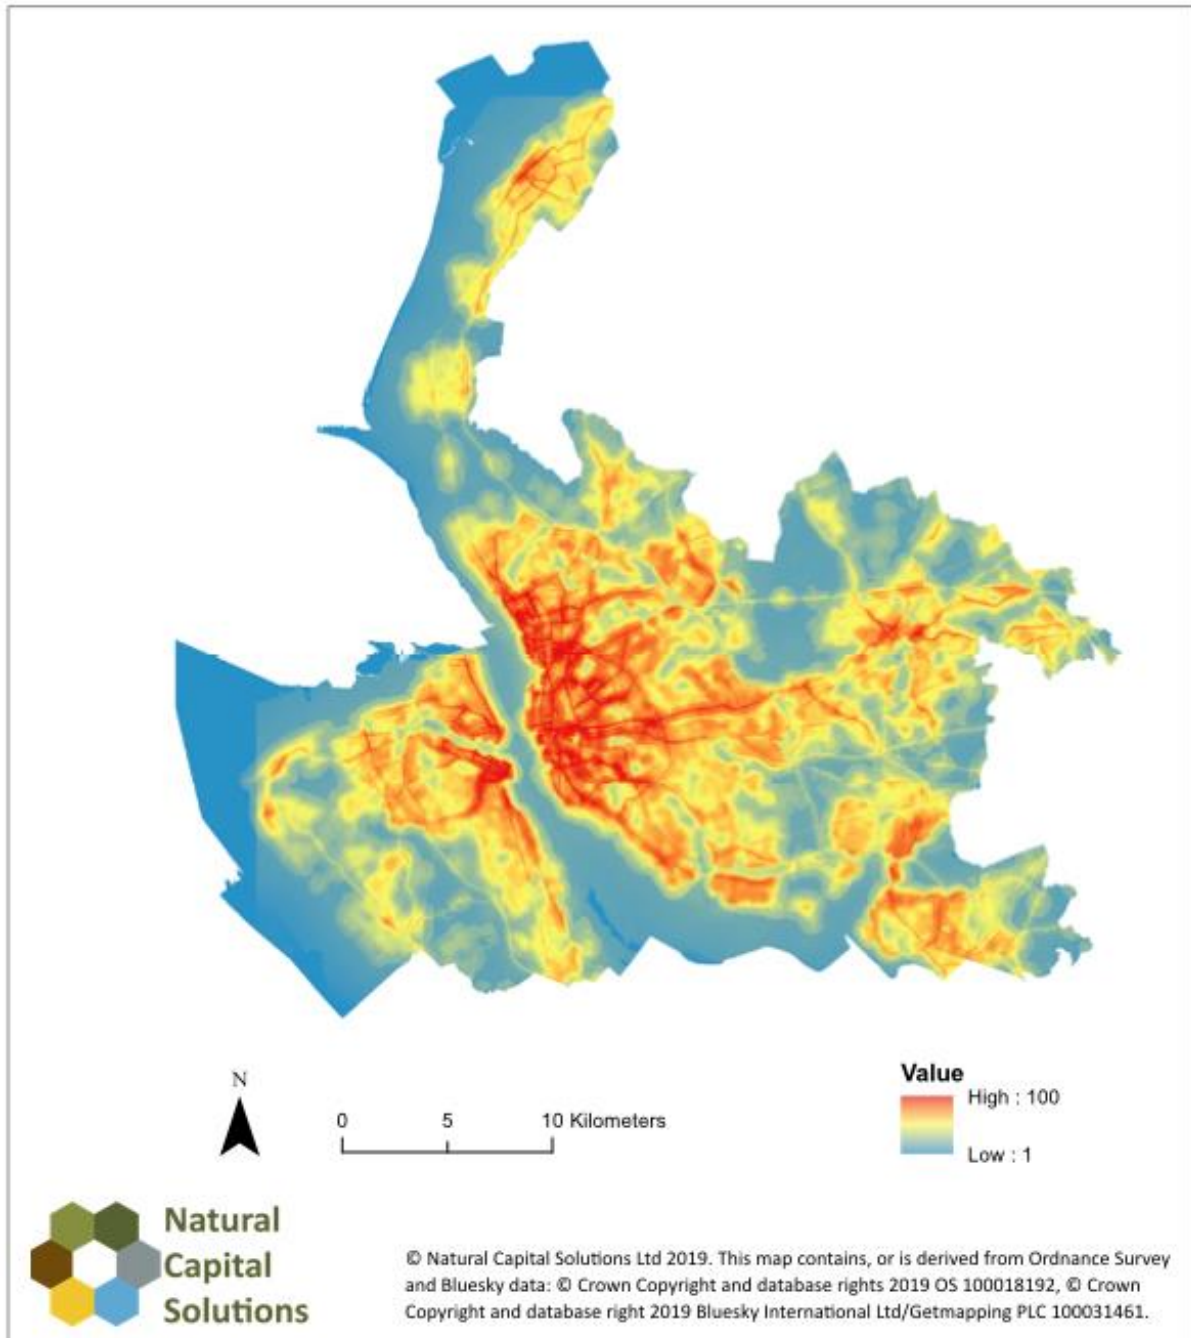 N
0 5 10 Kilometers
Value
High : 100
Low : 1
Natural
Capital
Solutions
© Natural Capital Solutions Ltd 2019. This map contains, or is derived from Ordnance Survey
and Bluesky data: © Crown Copyright and database rights 2019 OS 100018192, © Crown
Copyright and database right 2019 Bluesky International Ltd/Getmapping PLC 100031461.